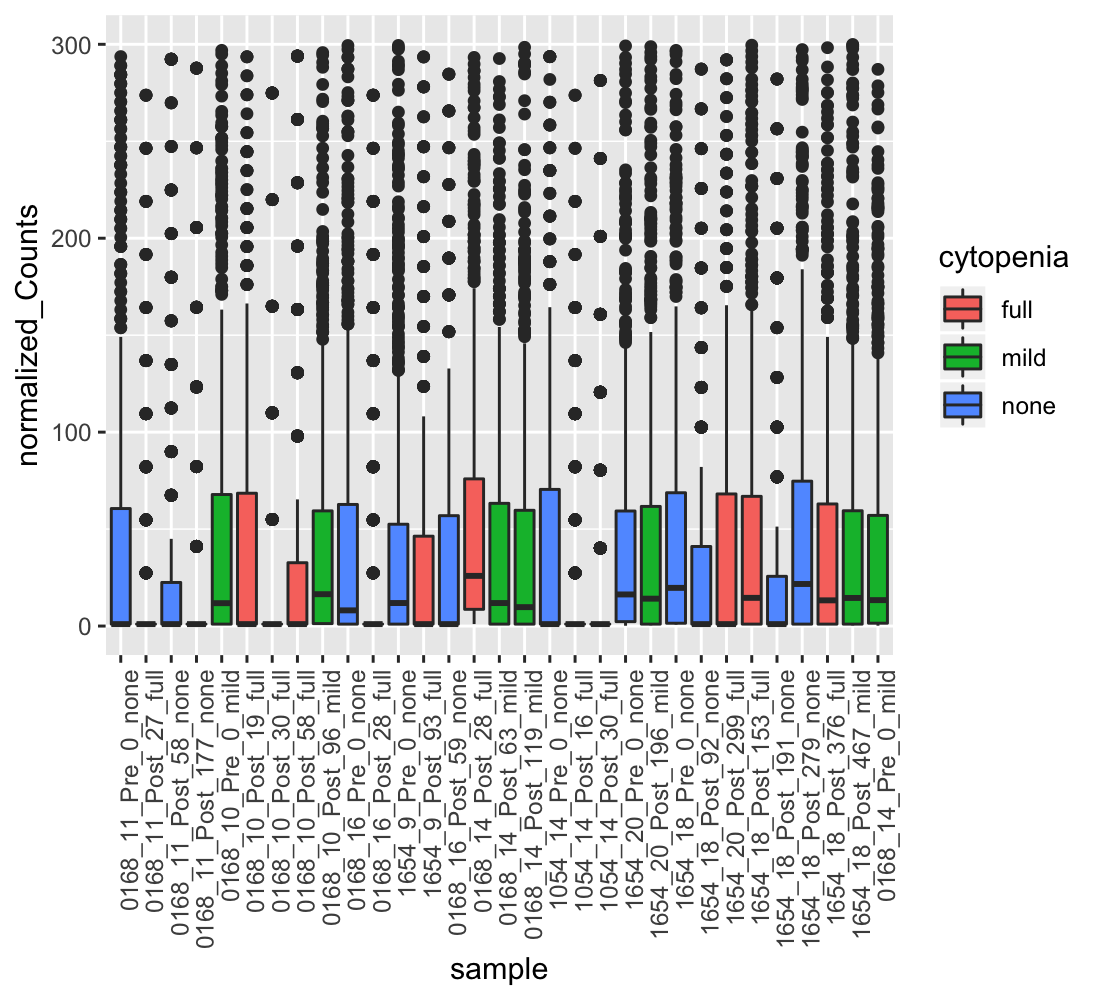 normalized_Counts
300
200
100
0
0168_11_Pre_0_none
0168_11_Post_27_full
0168_11_Post_58_none
0168_11_Post_177_none
0168_10_Pre_0_mild
0168_10_Post_19_full
0168_10_Post_30_full
0168_10_Post_58_full
0168_10_Post_96_mild
0168_16_Pre_0_none
0168_16_Post_28_full
1654_9_Pre_0_none
1654_9_Post_93_full
0168_16_Post_59_none
0168_14_Post_28_full
0168_14_Post_63_mild
0168_14_Post_119_mild
1054_14_Pre_0_none
1054_14_Post_16_full
1054_14_Post_30_full
1654_20_Pre_0_none
1654_20_Post_196_mild
1654_18_Pre_0_none
1654_18_Post_92_none
1654_20_Post_299_full
1654_18_Post_153_full
1654_18_Post_191_none
1654_18_Post_279_none
1654_18_Post_376_full
1654_18_Post_467_mild
0168_14_Pre_0_mild
sample
cytopenia
full
mild
none